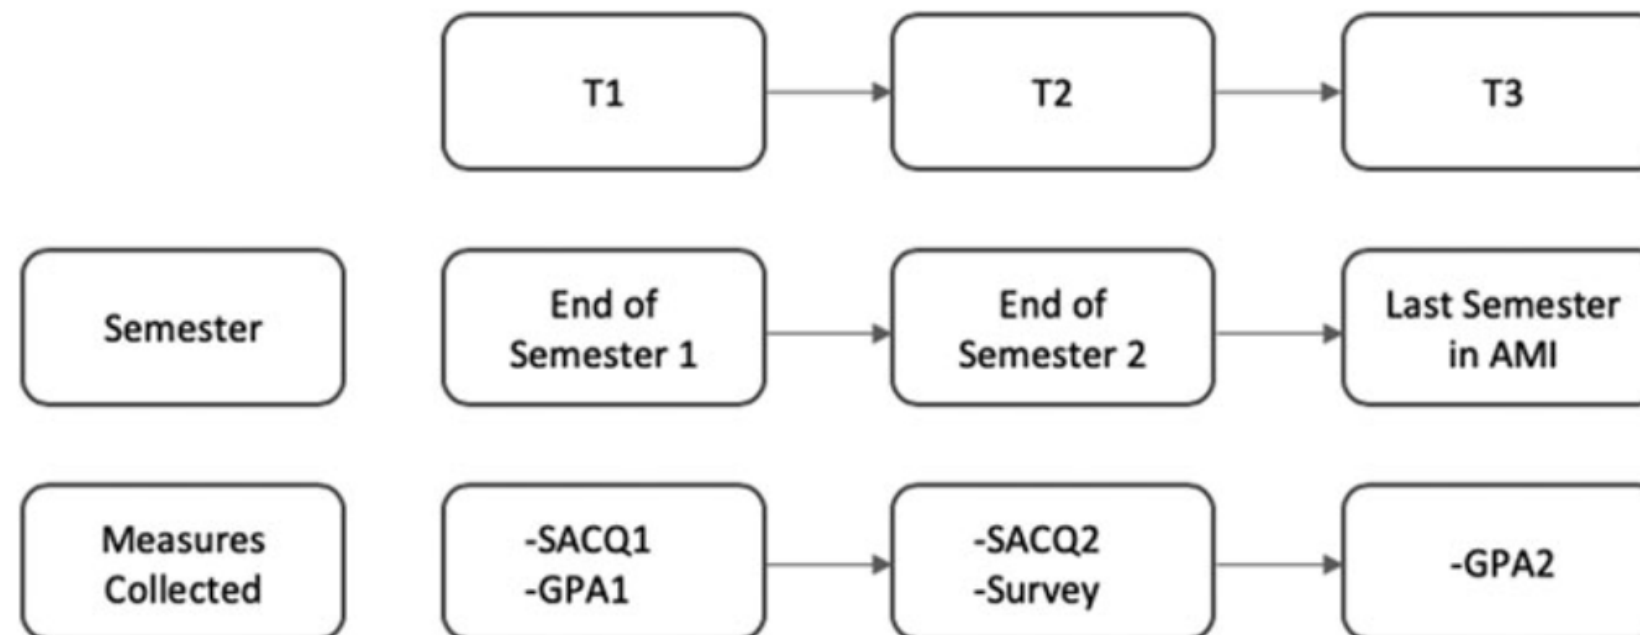 T1
T2
T3
Semester
End of
Semester 1
End of
Semester 2
Last Semester
in AMI
Measures
Collected
-SACQ1
-GPA1
-SACQ2
-Survey
-GPA2